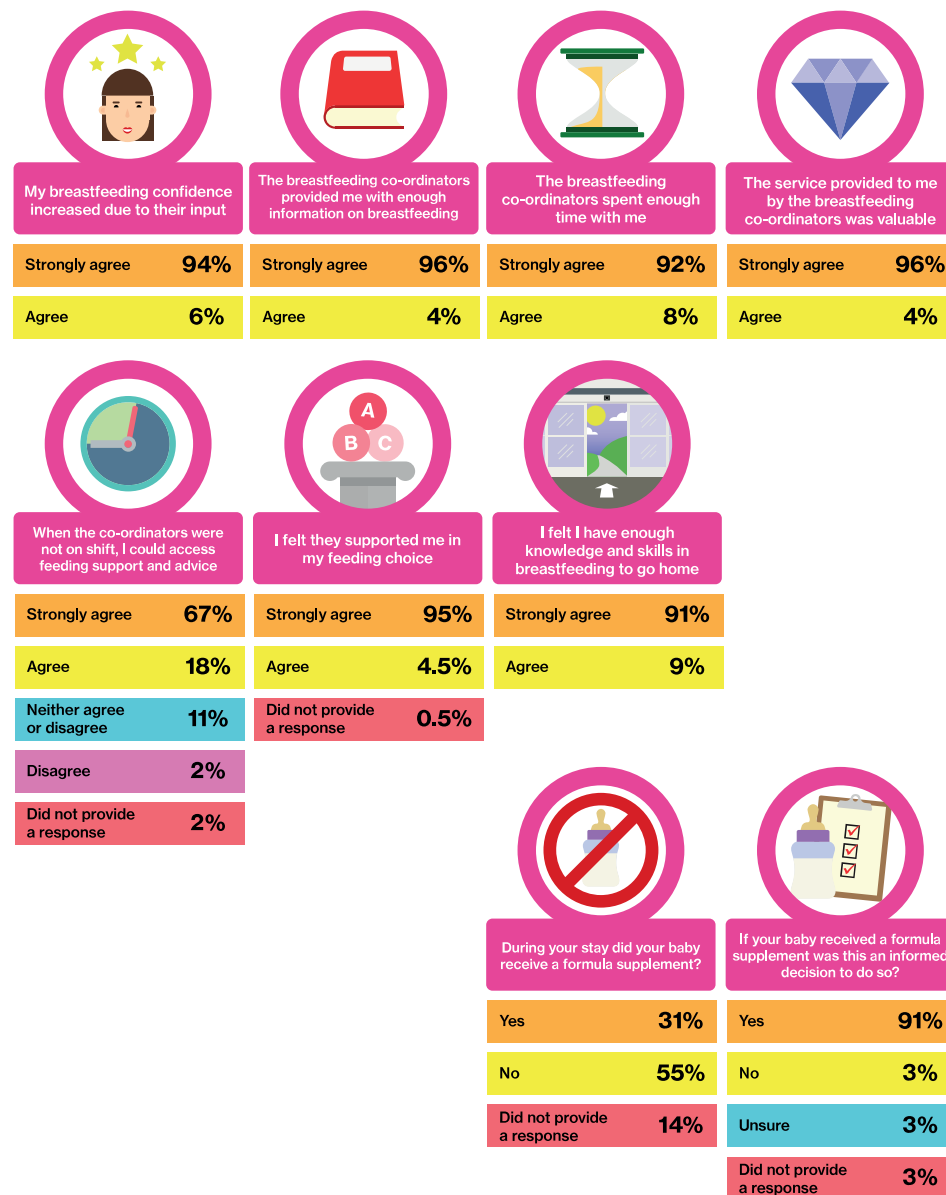 My breastfeeding confidence
increased due to their input
Strongly agree 94%
Agree 6%
The breastfeeding co-ordinators
provided me with enough
information on breastfeeding
Strongly agree 96%
Agree 4%
The breastfeeding
co-ordinators spent enough
time with me
Strongly agree 92%
Agree 8%
The service provided to me
by the breastfeeding
co-ordinators was valuable
Strongly agree 96%
Agree 4%
When the co-ordinators were
not on shift, I could access
feeding support and advice
Strongly agree 67%
Agree 18%
Neither agree
or disagree 11%
Disagree 2%
Did not provide
a response 2%
A
B C
I felt they supported me in
my feeding choice
Strongly agree 95%
Agree 4.5%
Did not provide
a response 0.5%
I felt I have enough
knowledge and skills in
breastfeeding to go home
Strongly agree 91%
Agree 9%
During your stay did your baby
receive a formula supplement?
Yes 31%
No 55%
Did not provide
a response 14%
If your baby received a formula
supplement was this an informed
decision to do so?
Yes 91%
No 3%
Unsure 3%
Did not provide
a response 3%